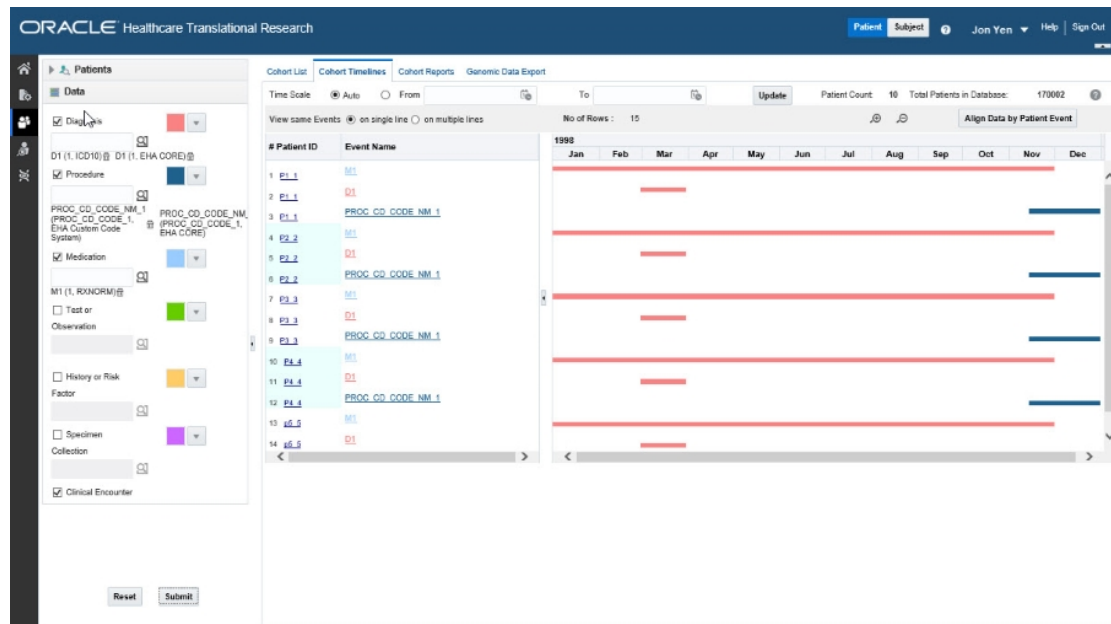 ORACLE Healthcare Translational Research
Patient Subject Jon Yen Help Sign Out
Patients
Data
Diagnosis
D1 (1, ICD10) D1 (1, EHA CORE)
Procedure
PROC_CD_CODE_NM_1 (PROC_CD_CODE_1, EHA Custom Code System)
PROC_CD_CODE_NM_ (PROC_CD_CODE_1, EHA CORE)
Medication
M1 (1, RXNORM)
Test or
Observation
History or Risk
Factor
Specimen
Collection
Clinical Encounter
Reset Submit
Cohort List Cohort Timelines Cohort Reports Genomic Data Export
Time Scale Auto From To Update Patient Count: 10 Total Patients in Database: 170002
View same Events on single line on multiple lines No of Rows : 15 Align Data by Patient Event
# Patient ID Event Name
1998
Jan Feb Mar Apr May Jun Jul Aug Sep Oct Nov Dec
1 P1_1 M1
2 P1_1 D1
3 P1_1 PROC_CD_CODE_NM_1
4 P2_2 M1
5 P2_2 D1
6 P2_2 PROC_CD_CODE_NM_1
7 P3_3 M1
8 P3_3 D1
9 P3_3 PROC_CD_CODE_NM_1
10 P4_4 M1
11 P4_4 D1
12 P4_4 PROC_CD_CODE_NM_1
13 p5_5 M1
14 p5_5 D1